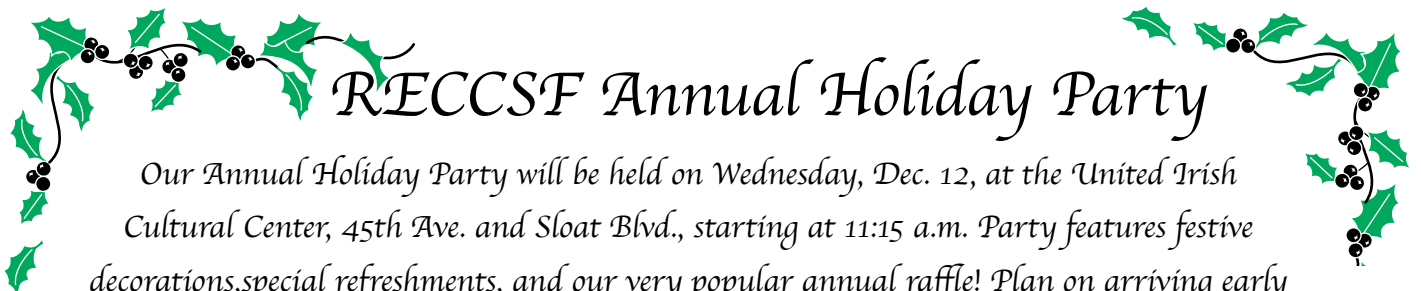 RECCSF Annual Holiday Party
Our Annual Holiday Party will be held on Wednesday, Dec. 12, at the United Irish
Cultural Center, 45th Ave. and Sloat Blvd., starting at 11:15 a.m. Party features festive
decorations,special refreshments, and our very popular annual raffle! Plan on arriving early